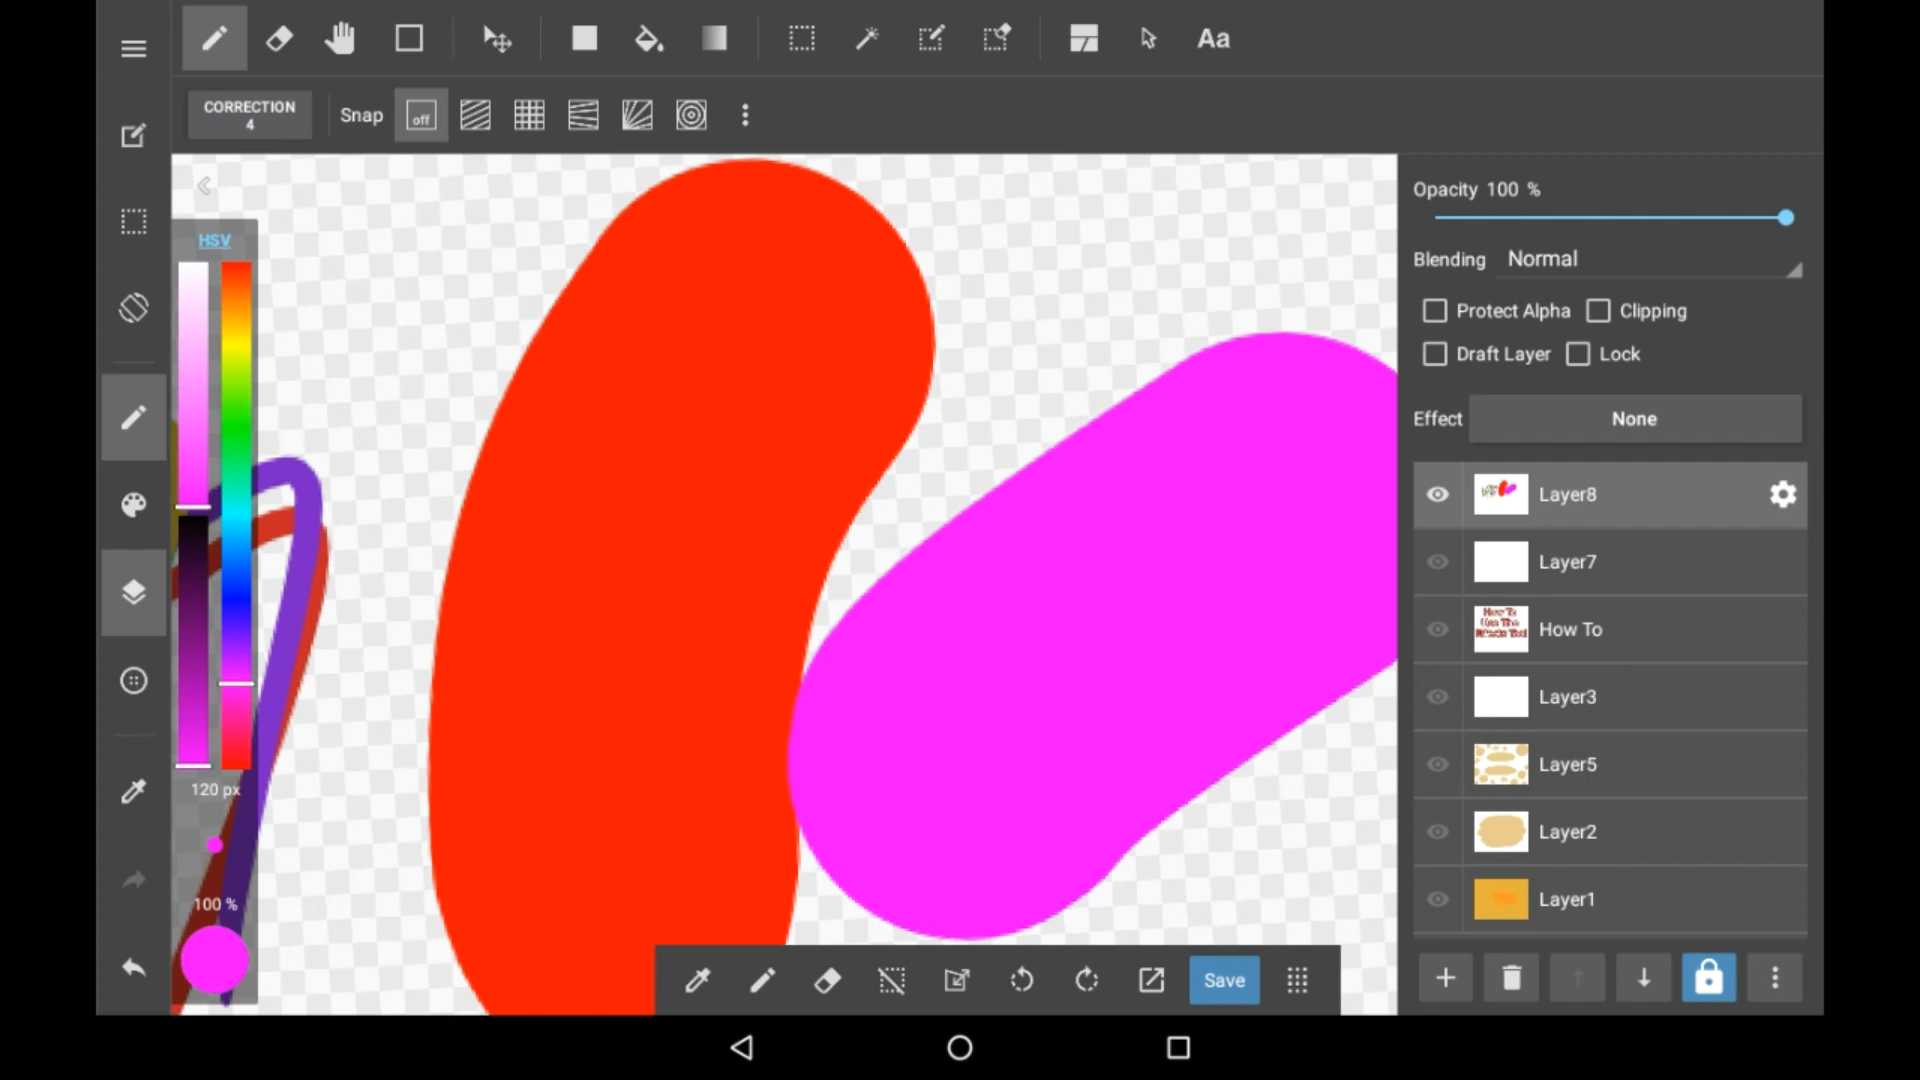 Aa
CORRECTION
4
Snap
off
HSV
120 px
100 %
Opacity 100 %
Blending Normal
Protect Alpha Clipping
Draft Layer Lock
Effect None
Layer8
Layer7
How To
Layer3
Layer5
Layer2
Layer1
Save